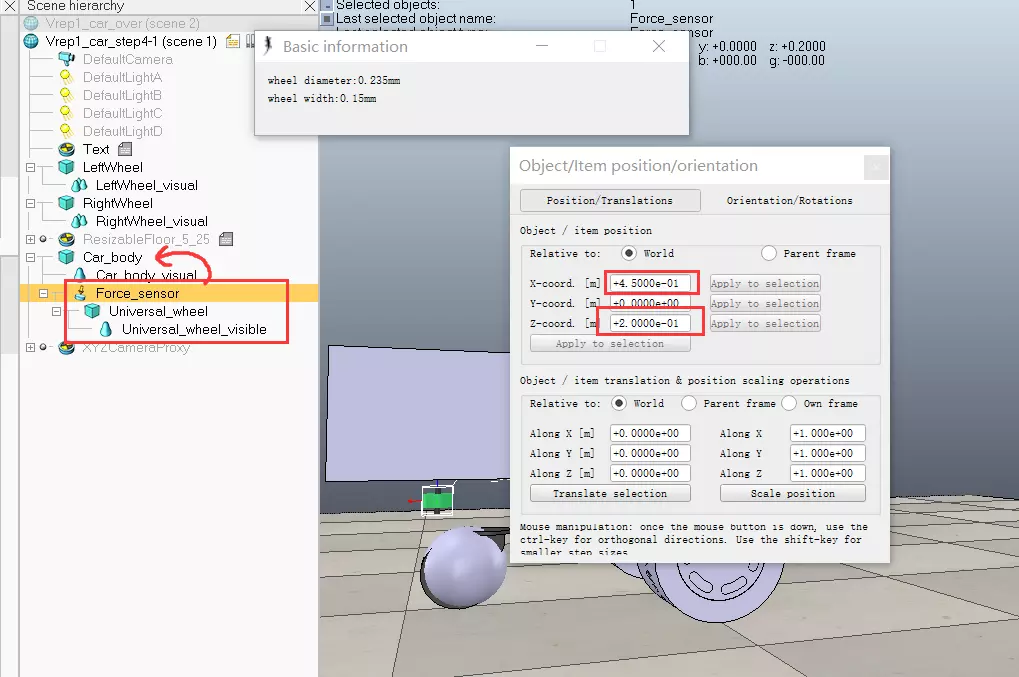 Scene hierarchy
Vrep1_car_over (scene 2)
Vrep1_car_step4-1 (scene 1)
DefaultCamera
DefaultLightA
DefaultLightB
DefaultLightC
DefaultLightD
Text
LeftWheel
LeftWheel_visual
RightWheel
RightWheel_visual
ResizableFloor_5_25
Car_body
Car_body_visual
Force_sensor
Universal_wheel
Universal_wheel_visible
XYZCameraProxy
Selected objects: 1
Last selected object name: Force_sensor
Last selected object type: Force_sensor
y: +0.0000 z: +0.2000
b: +000.00 g: -000.00
Basic information
wheel diameter:0.235mm
wheel width:0.15mm
Object/Item position/orientation
Position/Translations Orientation/Rotations
Object / item position
Relative to: World Parent frame
X-coord. [m] +4.5000e-01 Apply to selection
Y-coord. [m] +0.0000e+00 Apply to selection
Z-coord. [m] +2.0000e-01 Apply to selection
Apply to selection
Object / item translation & position scaling operations
Relative to: World Parent frame Own frame
Along X [m] +0.0000e+00 Along X +1.000e+00
Along Y [m] +0.0000e+00 Along Y +1.000e+00
Along Z [m] +0.0000e+00 Along Z +1.000e+00
Translate selection Scale position
Mouse manipulation: once the mouse button is down, use the
ctrl-key for orthogonal directions. Use the shift-key for
smaller step sizes